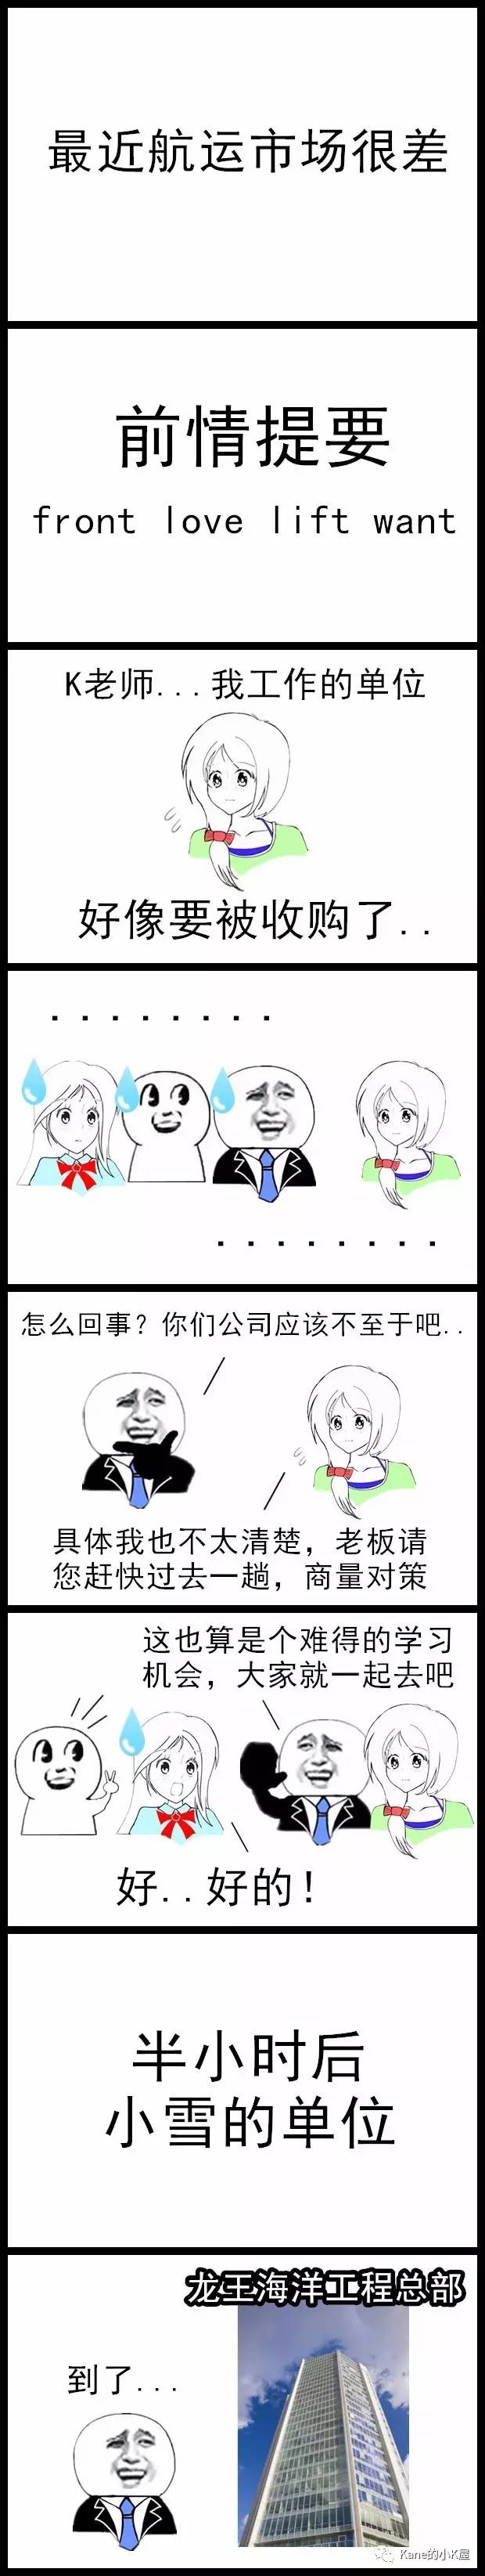 最近航运市场很差
前情提要
front love lift want
K老师...我工作的单位
好像要被收购了..
........
........
怎么回事？你们公司应该不至于吧..
具体我也不太清楚，老板请
您赶快过去一趟，商量对策
这也算是个难得的学习
机会，大家就一起去吧
好..好的！
半小时后
小雪的单位
龙王海洋工程总部
到了...
Kane的小K屋